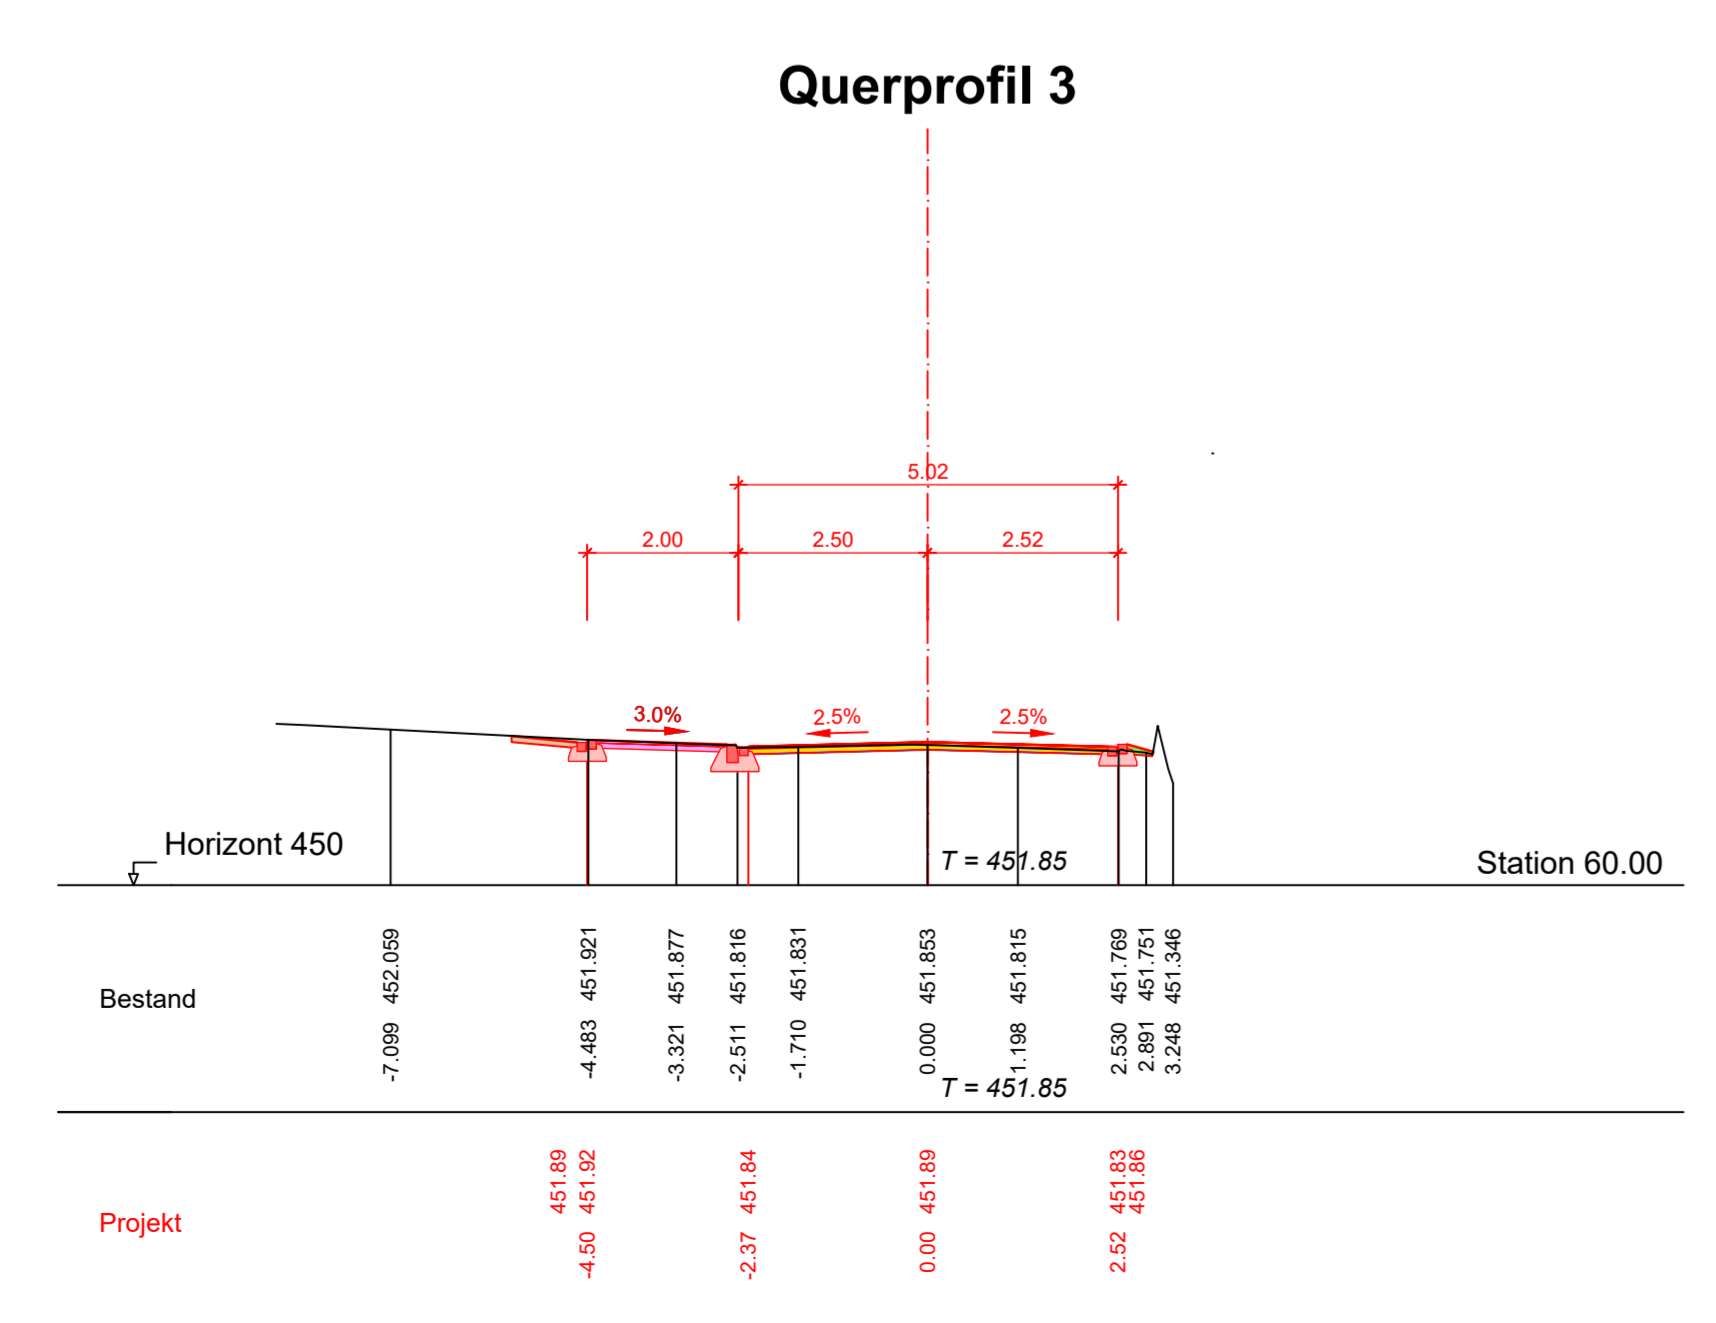 Querprofil 3
5.02
2.00 2.50 2.52
3.0% 2.5% 2.5%
Horizont 450
T = 451.85
Station 60.00
Bestand
-7.099 452.059
-4.483 451.921
-3.321 451.877
-2.511 451.816
-1.710 451.831
0.000 451.853
1.198 451.815
2.530 451.769
2.891 451.751
3.248 451.346
T = 451.85
Projekt
451.89
-4.50 451.92
-2.37 451.84
0.00 451.89
2.52 451.83
451.86